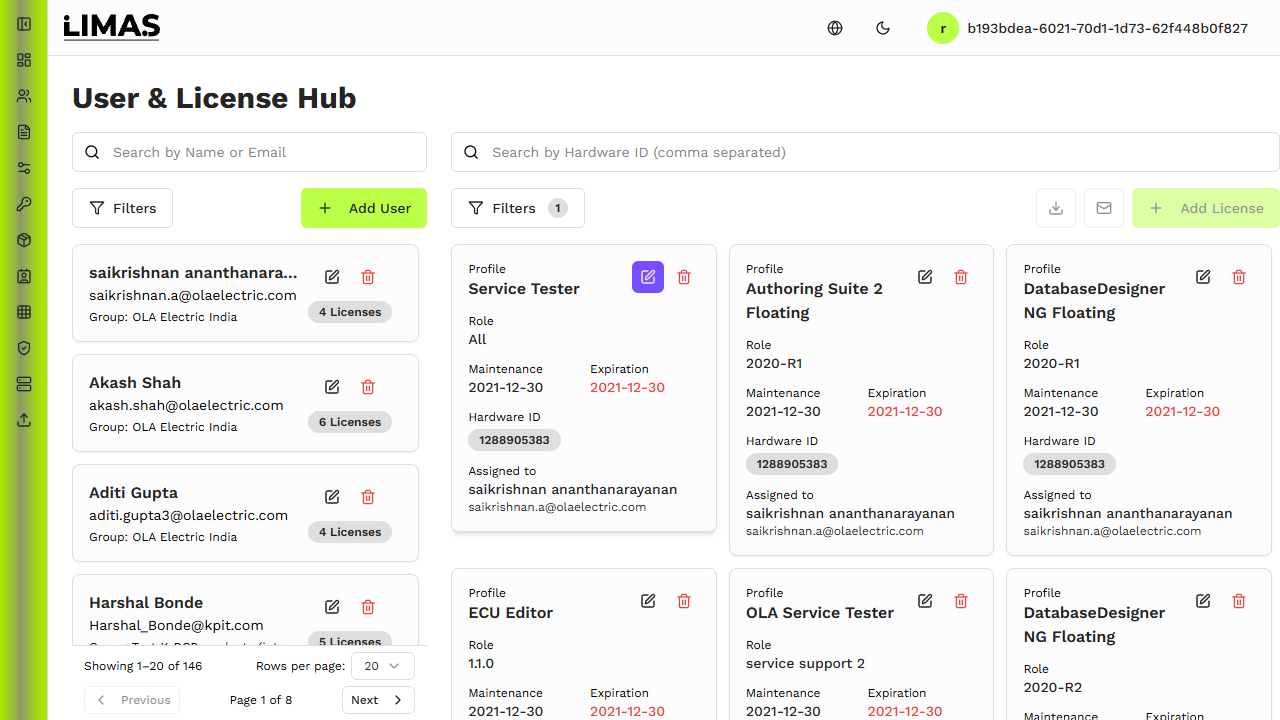 LIMAS
r
b193bdea-6021-70d1-1d73-62f448b0f827
User & License Hub
Search by Name or Email
Search by Hardware ID (comma separated)
Filters
Add User
Filters 1
Add License
saikrishnan ananthanara...
saikrishnan.a@olaelectric.com
Group: OLA Electric India
4 Licenses
Akash Shah
akash.shah@olaelectric.com
Group: OLA Electric India
6 Licenses
Aditi Gupta
aditi.gupta3@olaelectric.com
Group: OLA Electric India
4 Licenses
Harshal Bonde
Harshal_Bonde@kpit.com
5 Licenses
Showing 1–20 of 146
Rows per page: 20
Previous
Page 1 of 8
Next
Profile
Service Tester
Role
All
Maintenance Expiration
2021-12-30 2021-12-30
Hardware ID
1288905383
Assigned to
saikrishnan ananthanarayanan
saikrishnan.a@olaelectric.com
Profile
Authoring Suite 2
Floating
Role
2020-R1
Maintenance Expiration
2021-12-30 2021-12-30
Hardware ID
1288905383
Assigned to
saikrishnan ananthanarayanan
saikrishnan.a@olaelectric.com
Profile
DatabaseDesigner
NG Floating
Role
2020-R1
Maintenance Expiration
2021-12-30 2021-12-30
Hardware ID
1288905383
Assigned to
saikrishnan ananthanarayanan
saikrishnan.a@olaelectric.com
Profile
ECU Editor
Role
1.1.0
Maintenance Expiration
2021-12-30 2021-12-30
Profile
OLA Service Tester
Role
service support 2
Maintenance Expiration
2021-12-30 2021-12-30
Profile
DatabaseDesigner
NG Floating
Role
2020-R2
Maintenance Expiration